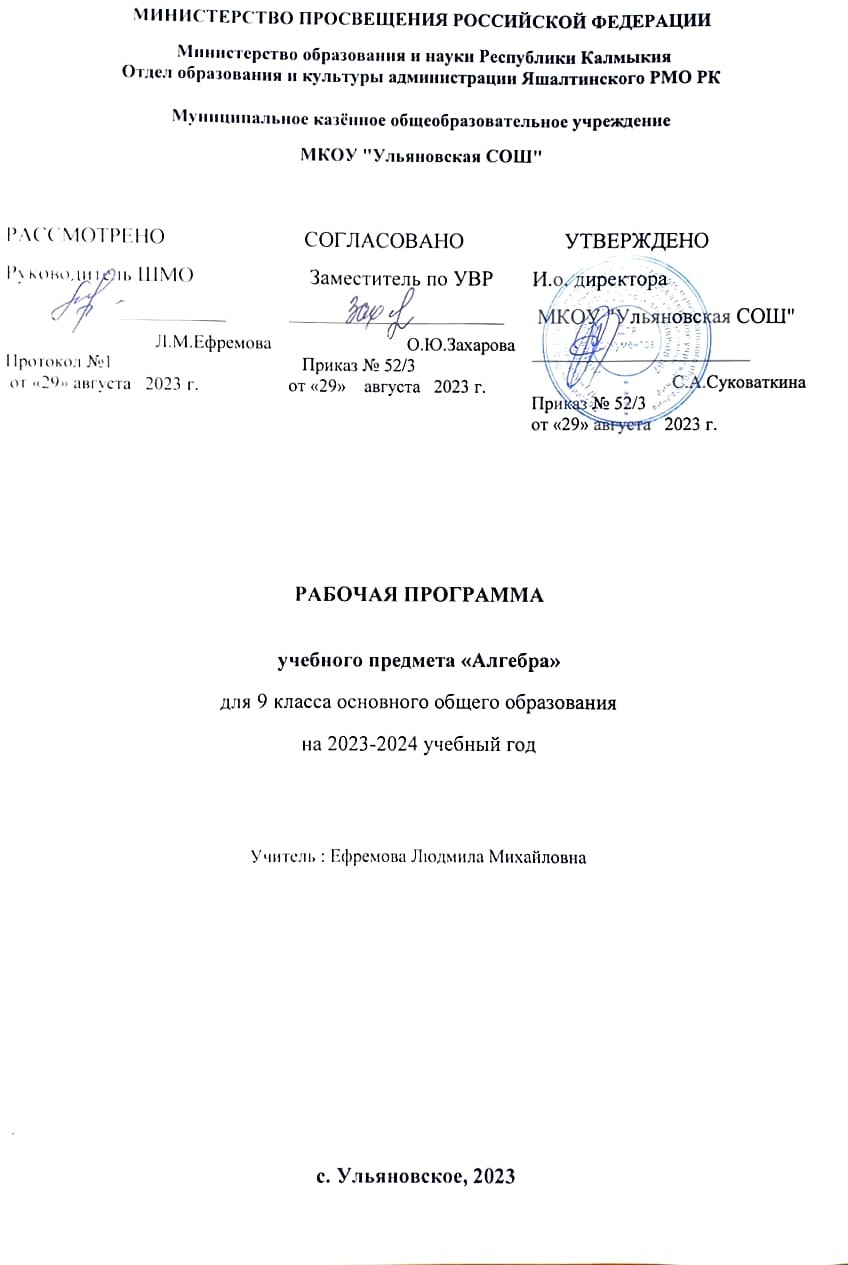 МИНИСТЕРСТВО ПРОСВЕЩЕНИЯ РОССИЙСКОЙ ФЕДЕРАЦИИ
Министерство образования и науки Республики Калмыкия
Отдел образования и культуры администрации Яшалтинского РМО РК
Муниципальное казённое общеобразовательное учреждение
МКОУ "Ульяновская СОШ"
РАССМОТРЕНО
Руководитель ШМО
Л.М.Ефремова
Протокол №1
от «29» августа 2023 г.
СОГЛАСОВАНО
Заместитель по УВР
О.Ю.Захарова
Приказ № 52/3
от «29» августа 2023 г.
УТВЕРЖДЕНО
И.о. директора
МКОУ "Ульяновская СОШ"
С.А.Суковаткина
Приказ № 52/3
от «29» августа 2023 г.
РАБОЧАЯ ПРОГРАММА
учебного предмета «Алгебра»
для 9 класса основного общего образования
на 2023-2024 учебный год
Учитель : Ефремова Людмила Михайловна
с. Ульяновское, 2023